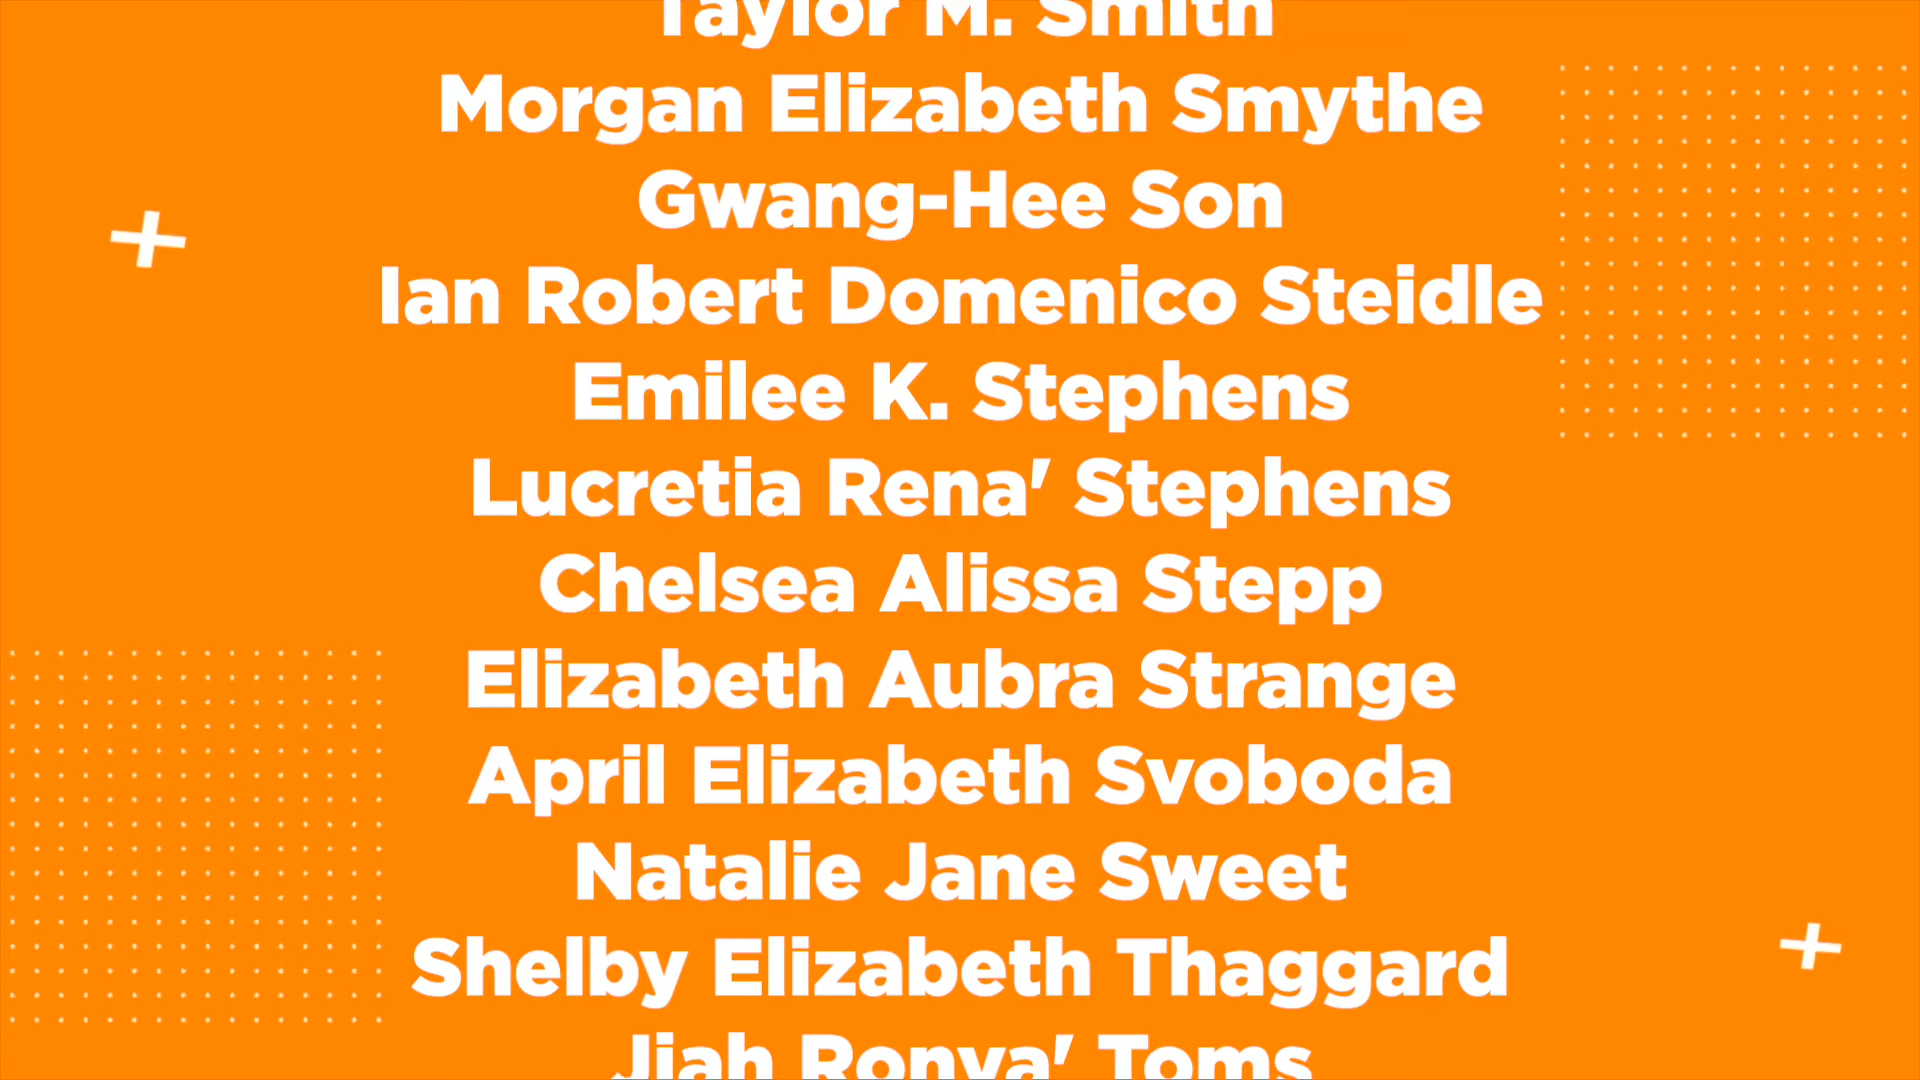 Taylor M. Smith
Morgan Elizabeth Smythe
Gwang-Hee Son
Ian Robert Domenico Steidle
Emilee K. Stephens
Lucretia Rena' Stephens
Chelsea Alissa Stepp
Elizabeth Aubra Strange
April Elizabeth Svoboda
Natalie Jane Sweet
Shelby Elizabeth Thaggard
Jiah Ronya' Toms